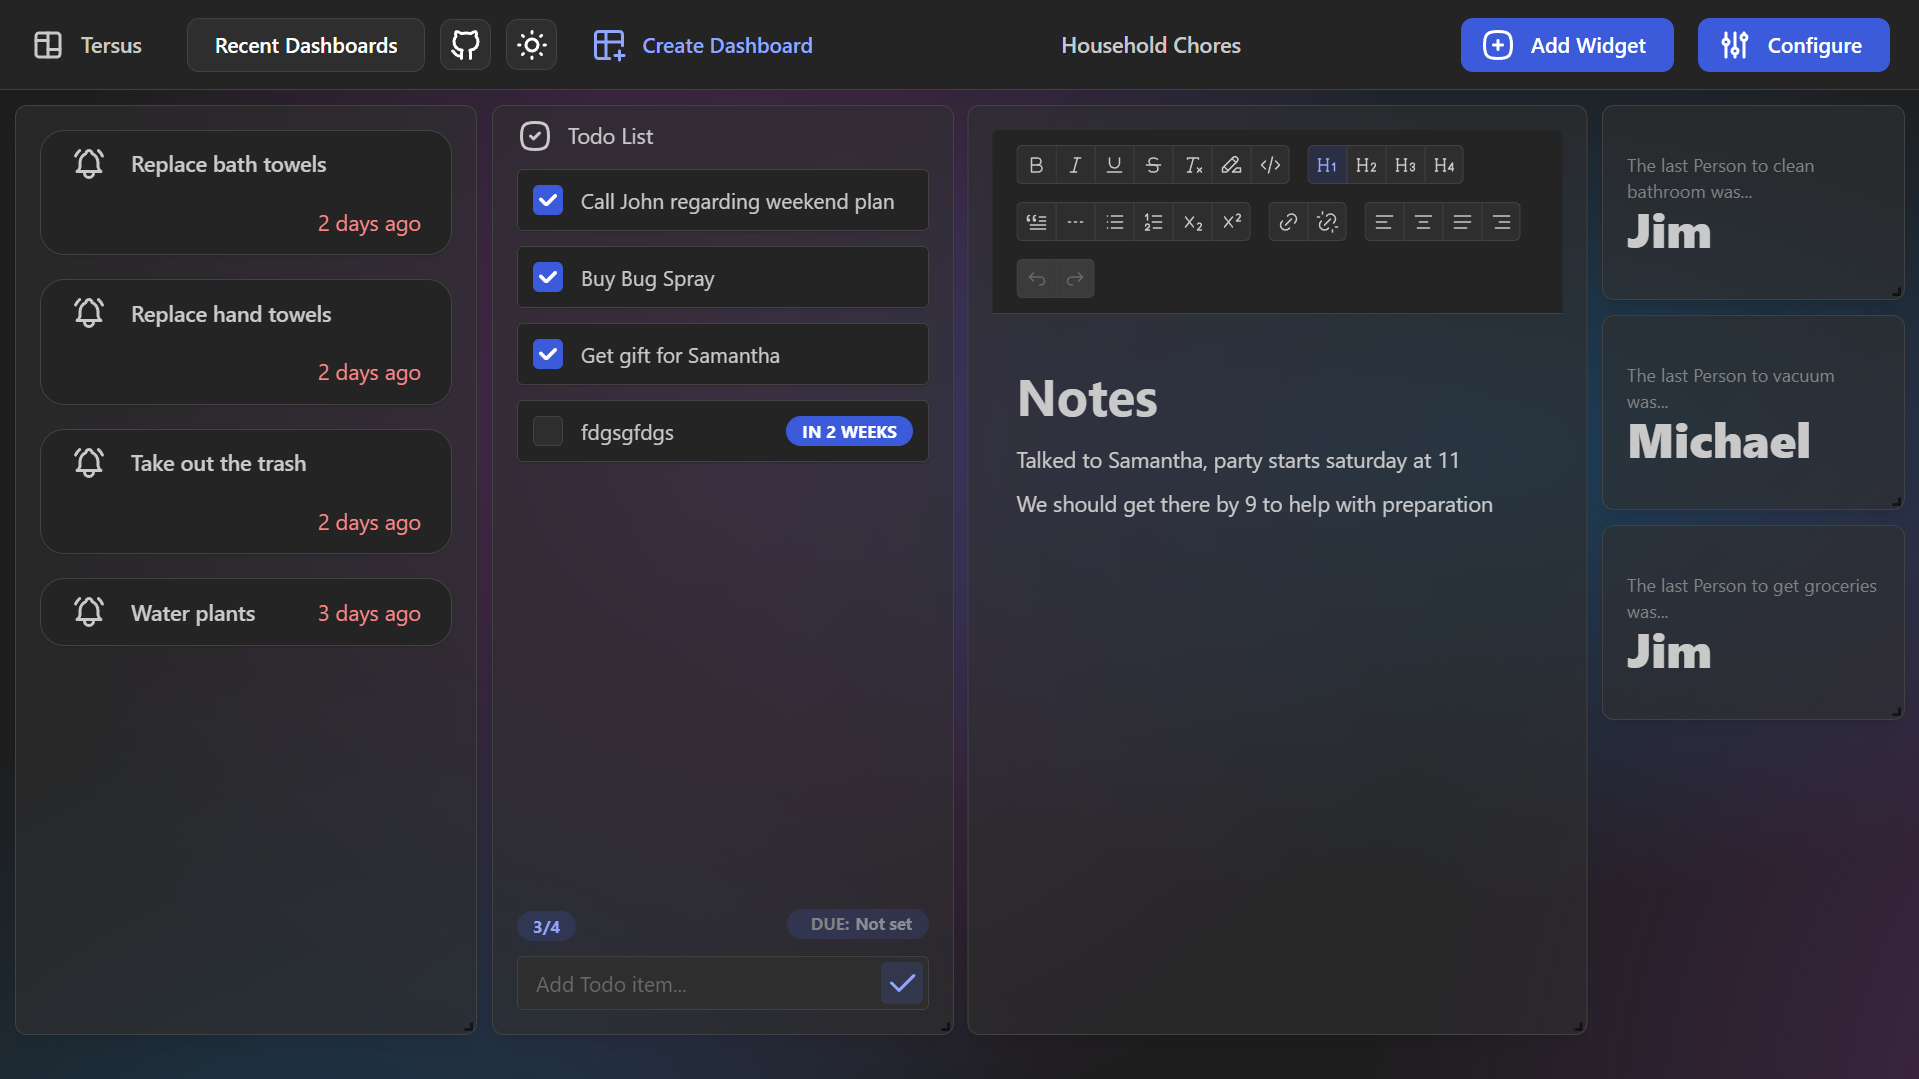 Tersus
Recent Dashboards
Create Dashboard
Household Chores
Add Widget
Configure
Replace bath towels
2 days ago
Replace hand towels
2 days ago
Take out the trash
2 days ago
Water plants
3 days ago
Todo List
Call John regarding weekend plan
Buy Bug Spray
Get gift for Samantha
fdgsgfdgs
IN 2 WEEKS
3/4
DUE: Not set
Add Todo item...
H1 H2 H3 H4
Notes
Talked to Samantha, party starts saturday at 11
We should get there by 9 to help with preparation
The last Person to clean
bathroom was...
Jim
The last Person to vacuum
was...
Michael
The last Person to get groceries
was...
Jim